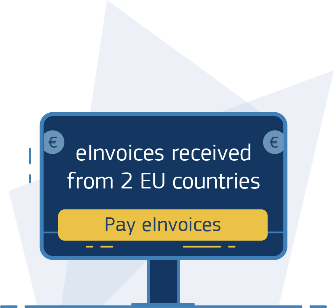 € €
eInvoices received
from 2 EU countries
Pay eInvoices